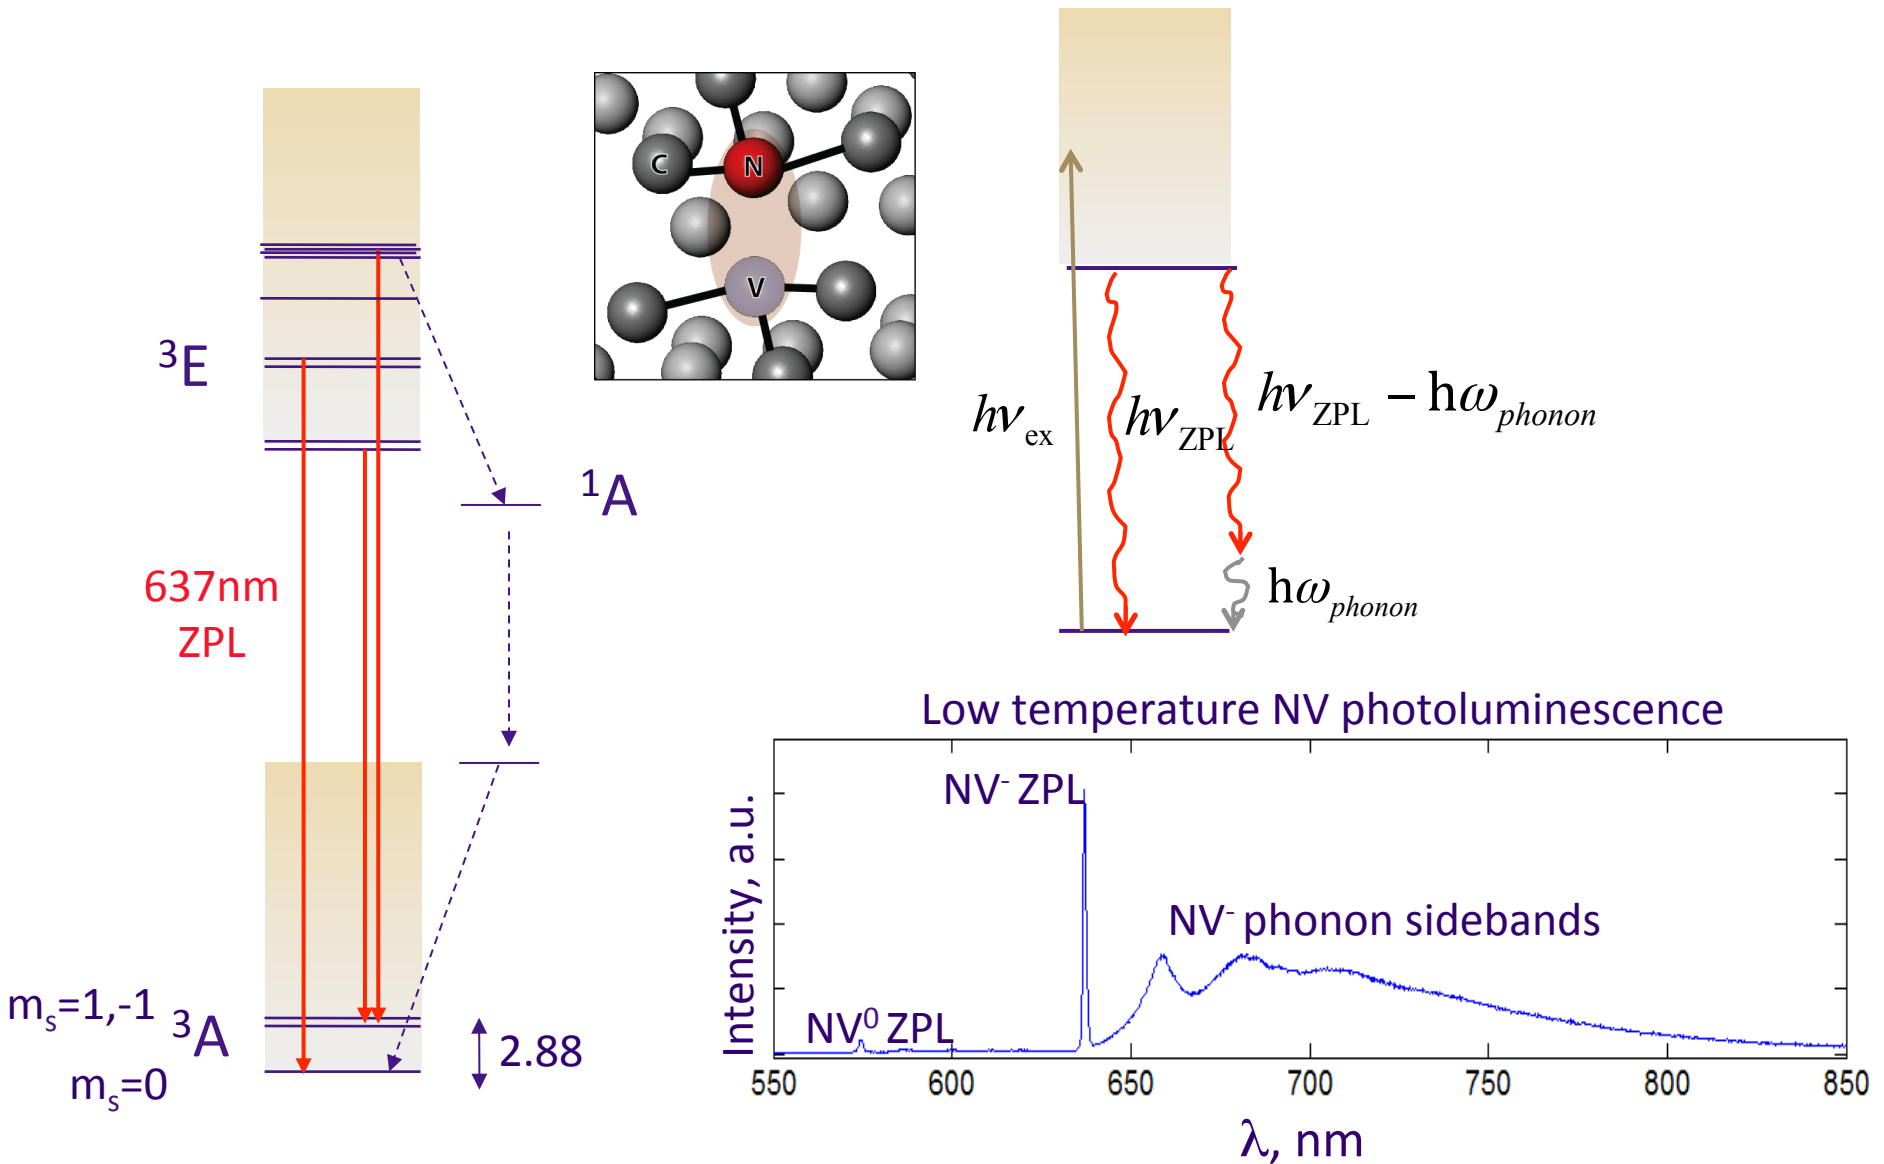 ³E
¹A
637nm
ZPL
mₛ=1,-1
³A
mₛ=0
2.88
C
N
V
hν_ex
hν_ZPL
hν_ZPL – hω_phonon
hω_phonon
Low temperature NV photoluminescence
NV⁻ ZPL
NV⁻ phonon sidebands
NV⁰ ZPL
Intensity, a.u.
550 600 650 700 750 800 850
λ, nm